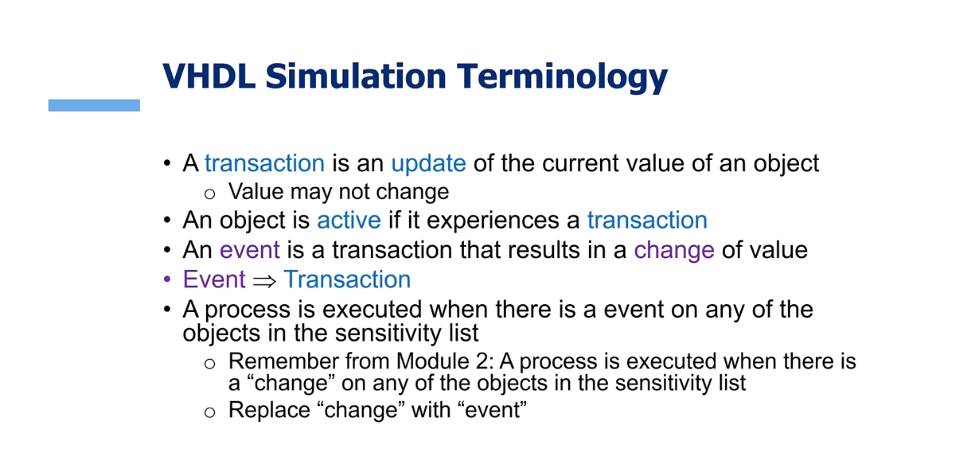 VHDL Simulation Terminology
• A transaction is an update of the current value of an object
o Value may not change
• An object is active if it experiences a transaction
• An event is a transaction that results in a change of value
• Event ⇒ Transaction
• A process is executed when there is a event on any of the
objects in the sensitivity list
o Remember from Module 2: A process is executed when there is
a “change” on any of the objects in the sensitivity list
o Replace “change” with “event”